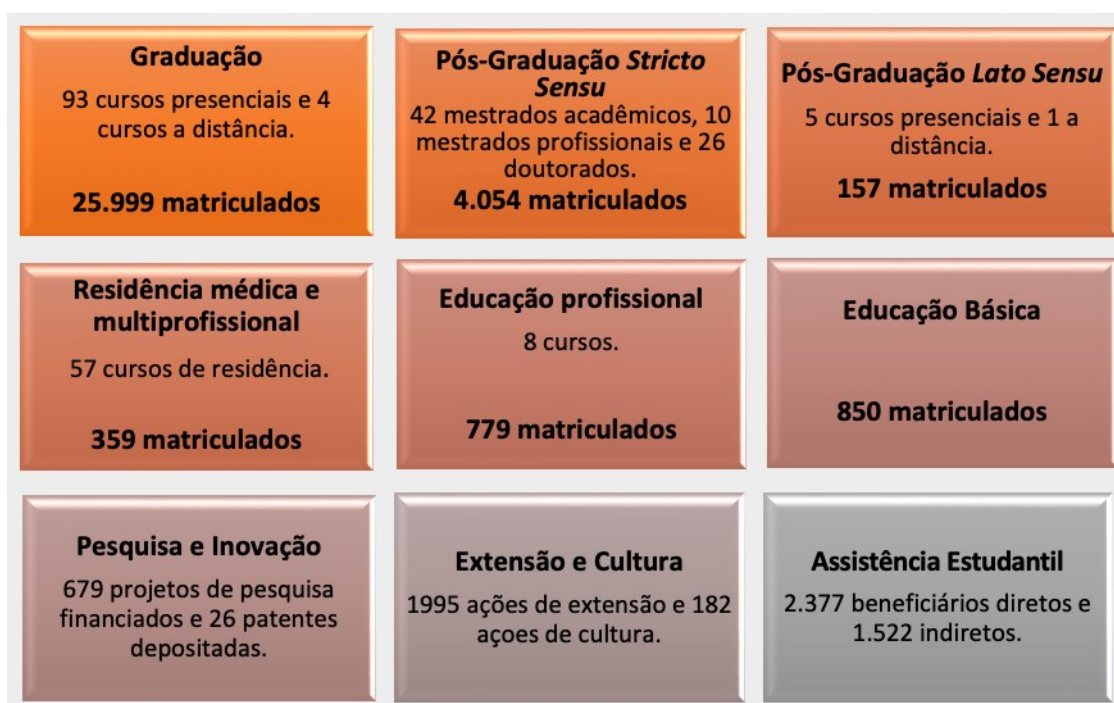 Graduação
93 cursos presenciais e 4
cursos a distância.
25.999 matriculados
Pós-Graduação Stricto
Sensu
42 mestrados acadêmicos, 10
mestrados profissionais e 26
doutorados.
4.054 matriculados
Pós-Graduação Lato Sensu
5 cursos presenciais e 1 a
distância.
157 matriculados
Residência médica e
multiprofissional
57 cursos de residência.
359 matriculados
Educação profissional
8 cursos.
779 matriculados
Educação Básica
850 matriculados
Pesquisa e Inovação
679 projetos de pesquisa
financiados e 26 patentes
depositadas.
Extensão e Cultura
1995 ações de extensão e 182
açoes de cultura.
Assistência Estudantil
2.377 beneficiários diretos e
1.522 indiretos.